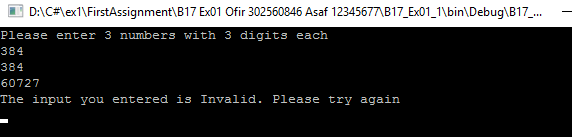 D:\C#\ex1\FirstAssignment\B17 Ex01 Ofir 302560846 Asaf 12345677\B17_Ex01_1\bin\Debug\B17_...
Please enter 3 numbers with 3 digits each
384
384
60727
The input you entered is Invalid. Please try again